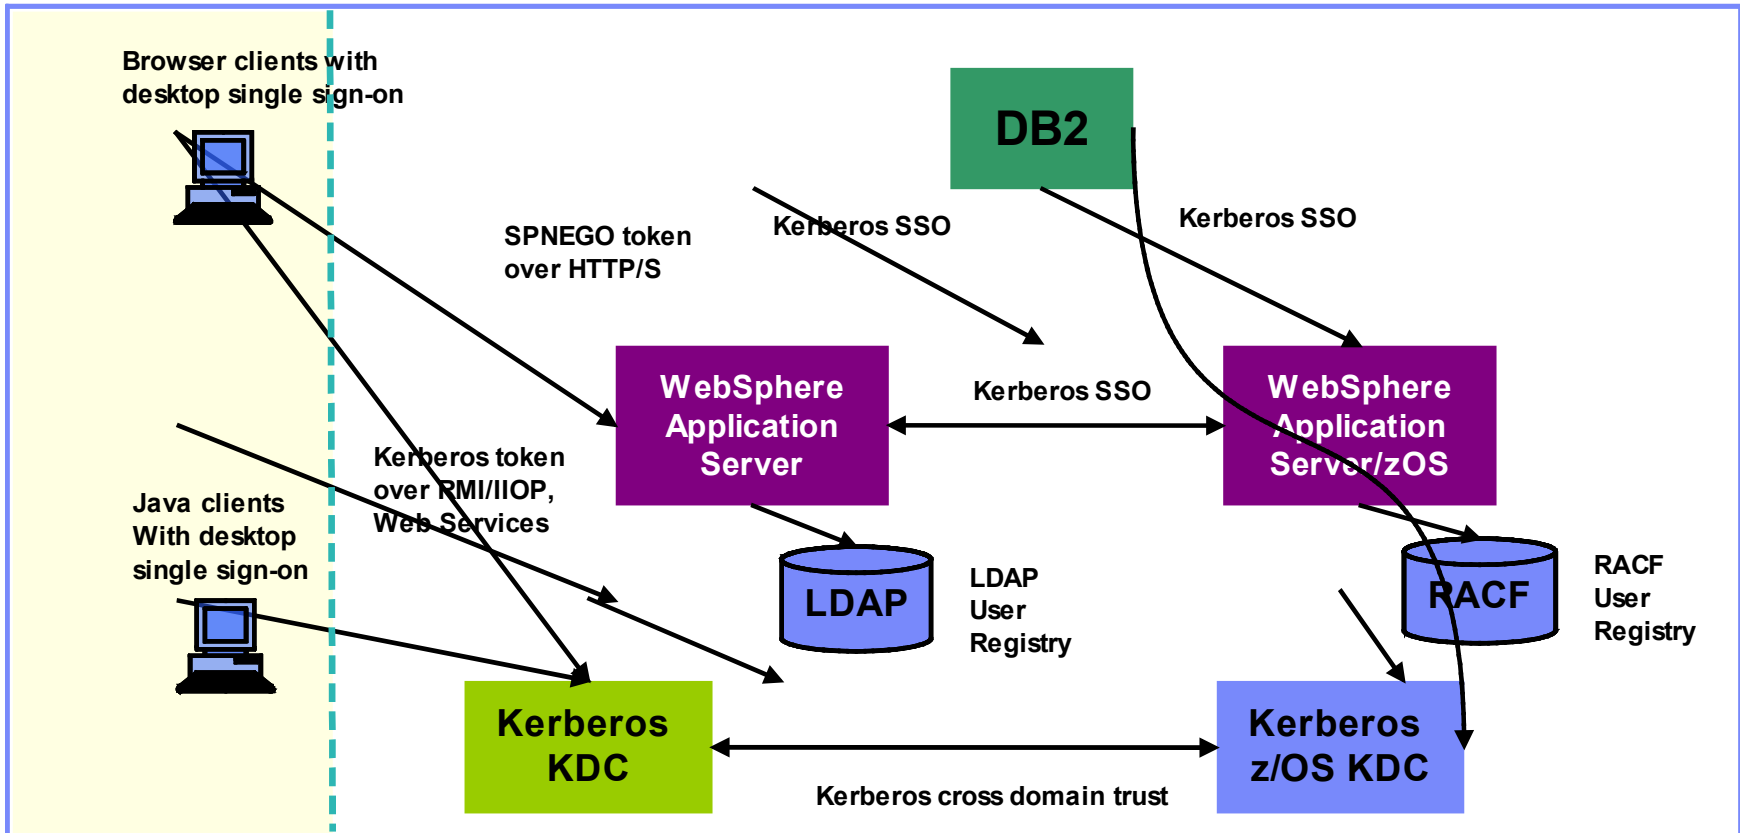 Browser clients with
desktop single sign-on
DB2
Kerberos SSO
Kerberos SSO
SPNEGO token
over HTTP/S
WebSphere
Application
Server
Kerberos SSO
WebSphere
Application
Server/zOS
Kerberos token
over RMI/IIOP,
Web Services
Java clients
With desktop
single sign-on
LDAP
LDAP
User
Registry
RACF
RACF
User
Registry
Kerberos
KDC
Kerberos
z/OS KDC
Kerberos cross domain trust